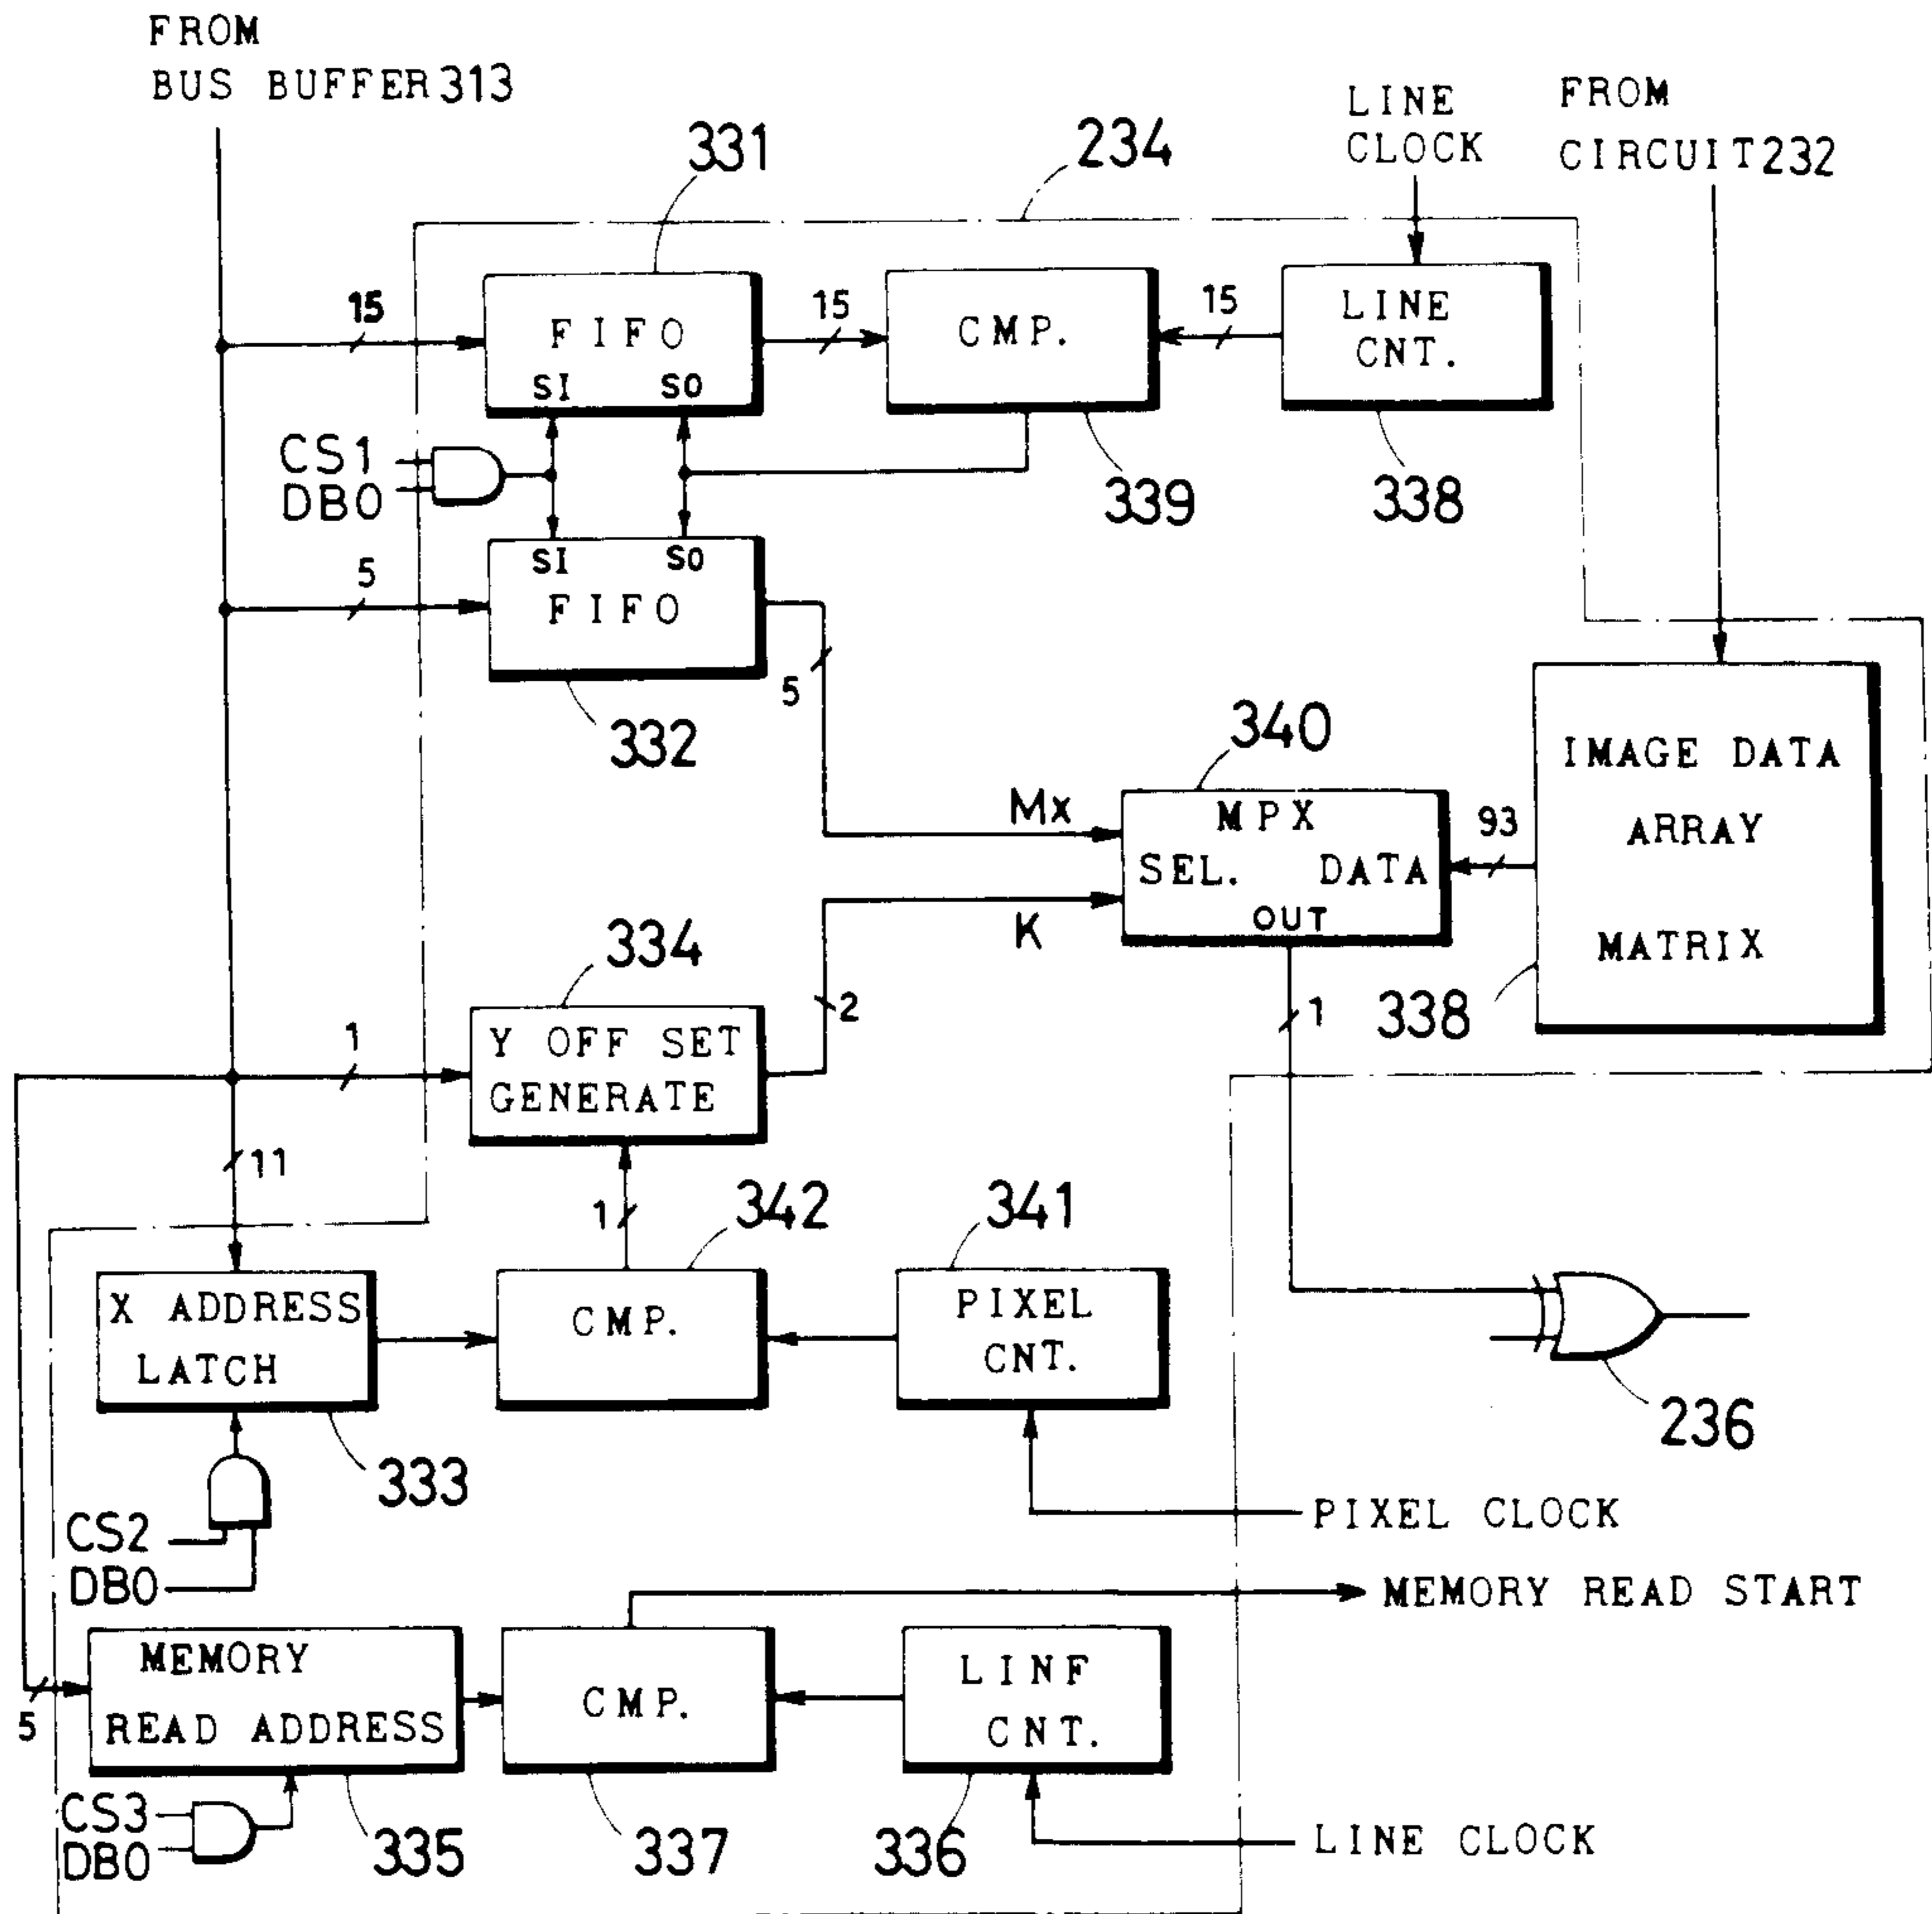 FROM
BUS BUFFER 313
331
234
LINE
CLOCK
FROM
CIRCUIT 232
15
FIFO
SI SO
15
CMP.
15
LINE
CNT.
CS1
DB0
339
338
5
SI SO
FIFO
332
5
340
Mx
MPX
SEL. DATA
OUT
93
IMAGE DATA
ARRAY
MATRIX
338
K
334
2
1
1
Y OFF SET
GENERATE
11
1
342
341
X ADDRESS
LATCH
CMP.
PIXEL
CNT.
333
236
CS2
DB0
PIXEL CLOCK
MEMORY READ START
5
MEMORY
READ ADDRESS
CMP.
LINF
CNT.
CS3
DB0
335
337
336
LINE CLOCK